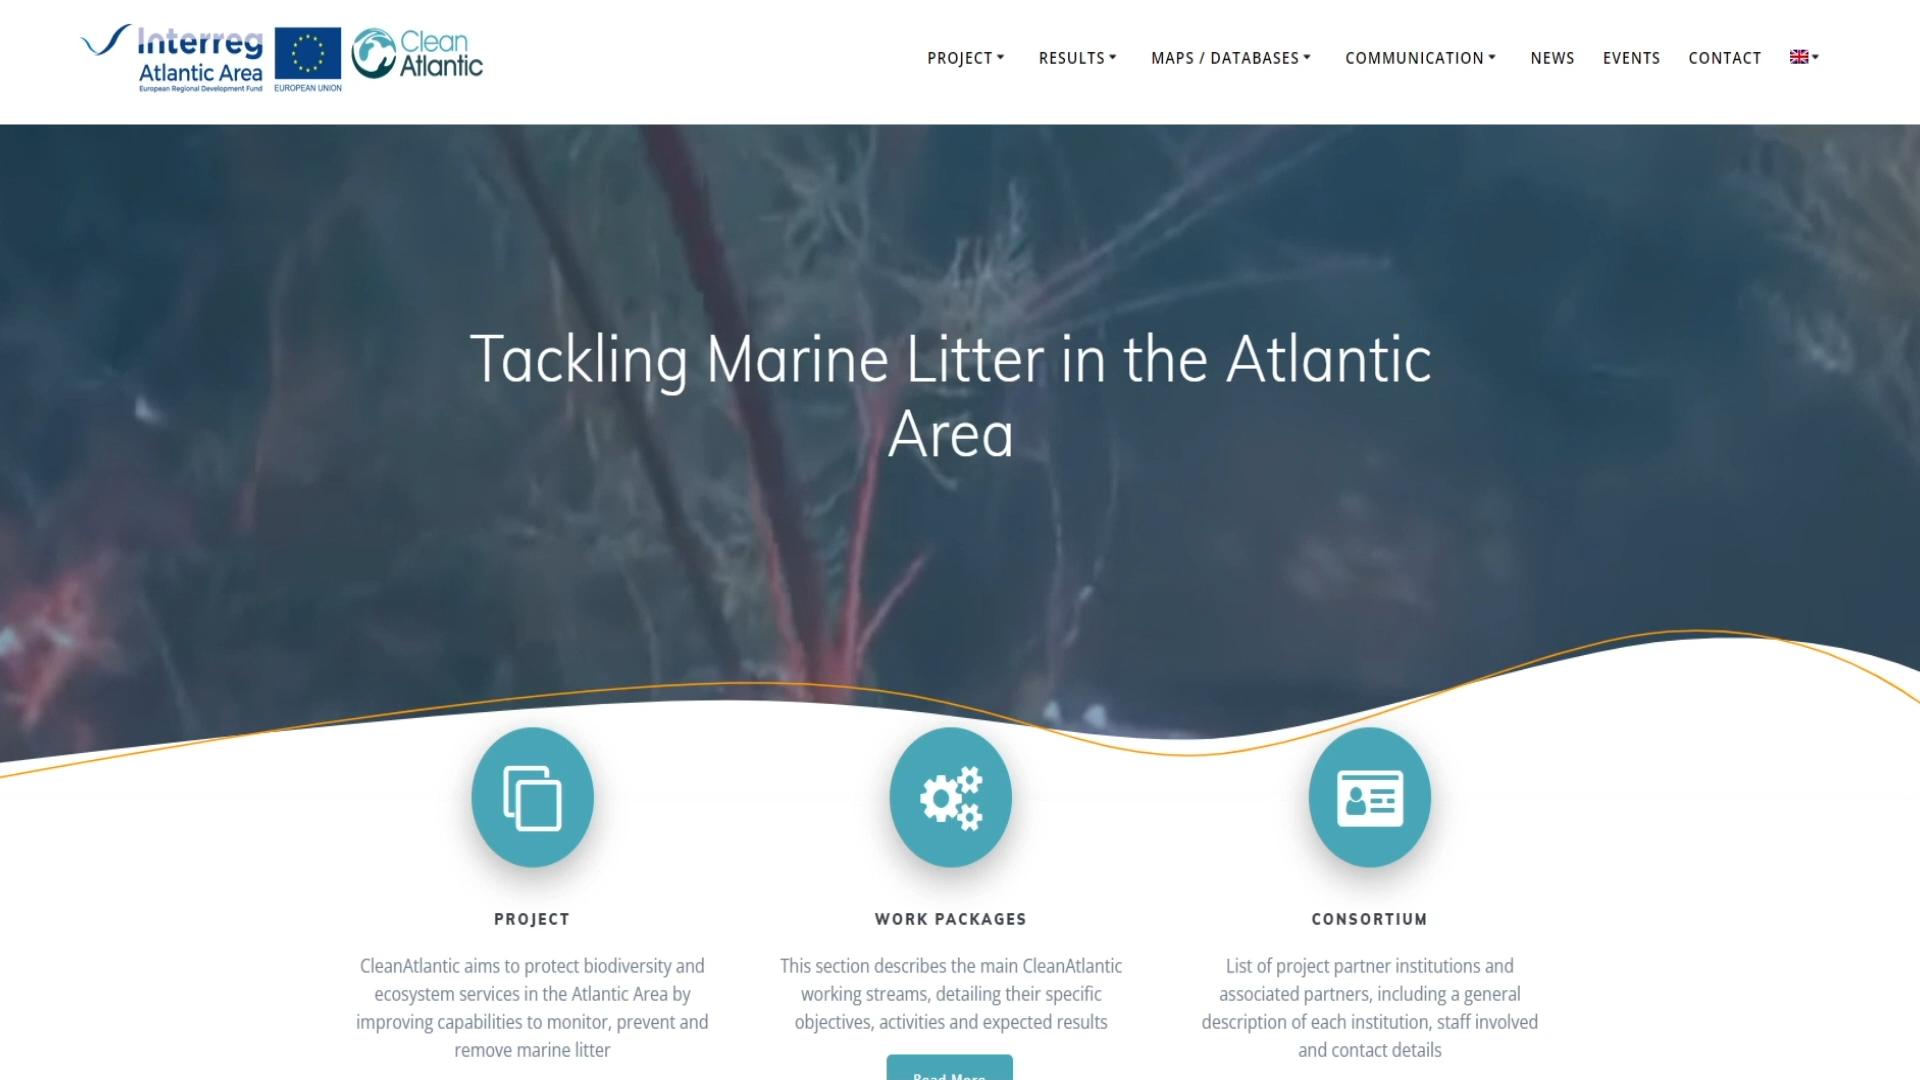 Interreg
Atlantic Area
European Regional Development Fund
EUROPEAN UNION
Clean
Atlantic
PROJECT
RESULTS
MAPS / DATABASES
COMMUNICATION
NEWS
EVENTS
CONTACT
Tackling Marine Litter in the Atlantic
Area
PROJECT
CleanAtlantic aims to protect biodiversity and
ecosystem services in the Atlantic Area by
improving capabilities to monitor, prevent and
remove marine litter
WORK PACKAGES
This section describes the main CleanAtlantic
working streams, detailing their specific
objectives, activities and expected results
Read More
CONSORTIUM
List of project partner institutions and
associated partners, including a general
description of each institution, staff involved
and contact details